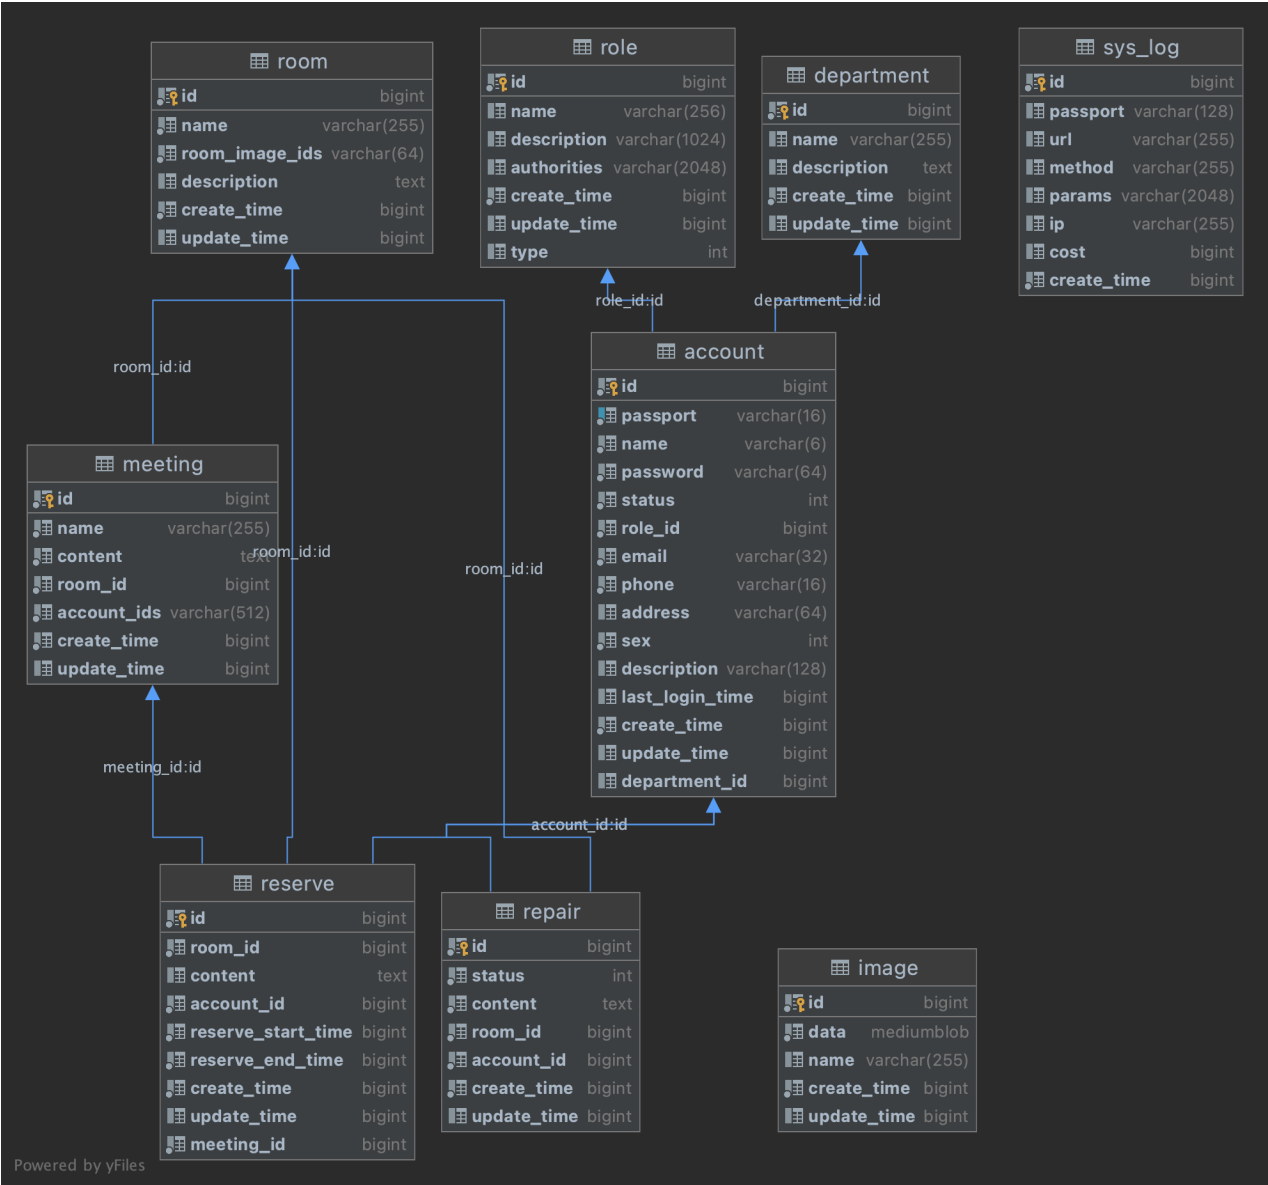 room
id bigint
name varchar(255)
room_image_ids varchar(64)
description text
create_time bigint
update_time bigint
role
id bigint
name varchar(256)
description varchar(1024)
authorities varchar(2048)
create_time bigint
update_time bigint
type int
department
id bigint
name varchar(255)
description text
create_time bigint
update_time bigint
sys_log
id bigint
passport varchar(128)
url varchar(255)
method varchar(255)
params varchar(2048)
ip varchar(255)
cost bigint
create_time bigint
role_id:id
department_id:id
room_id:id
account
id bigint
passport varchar(16)
name varchar(6)
password varchar(64)
status int
role_id bigint
email varchar(32)
phone varchar(16)
address varchar(64)
sex int
description varchar(128)
last_login_time bigint
create_time bigint
update_time bigint
department_id bigint
meeting
id bigint
name varchar(255)
content text
room_id bigint
account_ids varchar(512)
create_time bigint
update_time bigint
room_id:id
room_id:id
meeting_id:id
account_id:id
reserve
id bigint
room_id bigint
content text
account_id bigint
reserve_start_time bigint
reserve_end_time bigint
create_time bigint
update_time bigint
meeting_id bigint
repair
id bigint
status int
content text
room_id bigint
account_id bigint
create_time bigint
update_time bigint
image
id bigint
data mediumblob
name varchar(255)
create_time bigint
update_time bigint
Powered by yFiles